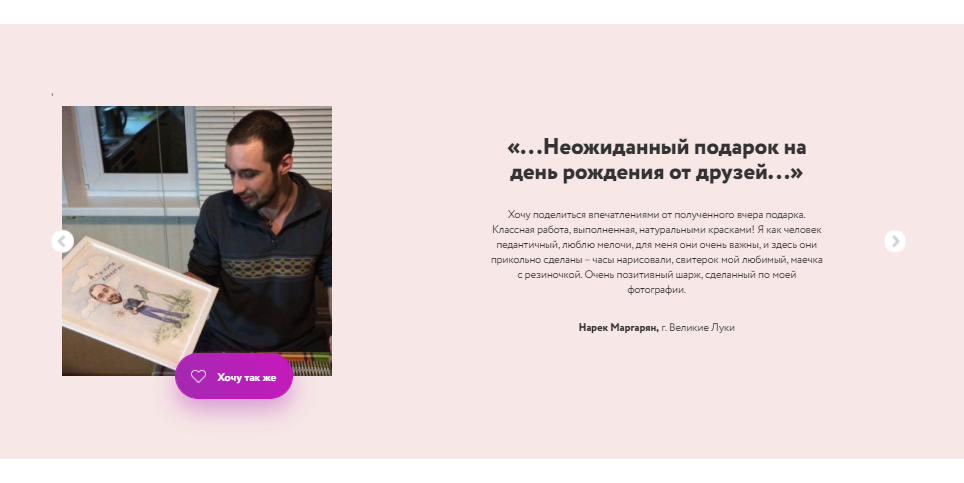 «…Неожиданный подарок на
день рождения от друзей…»
Хочу поделиться впечатлениями от полученного вчера подарка.
Классная работа, выполненная, натуральными красками! Я как человек
педантичный, люблю мелочи, для меня они очень важны, и здесь они
прикольно сделаны – часы нарисовали, свитерок мой любимый, маечка
с резиночкой. Очень позитивный шарж, сделанный по моей
фотографии.
Нарек Маргарян, г. Великие Луки
Хочу так же